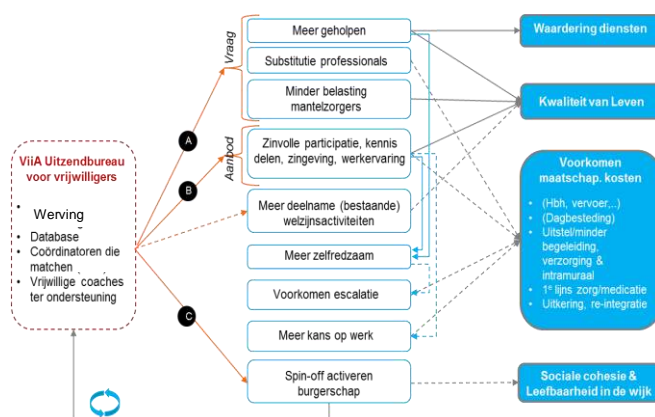 ViiA Uitzendbureau
voor vrijwilligers
• Werving
• Database
• Coördinatoren die
matchen
• Vrijwillige coaches
ter ondersteuning
A
B
C
Vraag
Aanbod
Meer geholpen
Substitutie professionals
Minder belasting
mantelzorgers
Zinvolle participatie, kennis
delen, zingeving, werkervaring
Meer deelname (bestaande)
welzijnsactiviteiten
Meer zelfredzaam
Voorkomen escalatie
Meer kans op werk
Spin-off activeren
burgerschap
Waardering diensten
Kwaliteit van Leven
Voorkomen
maatschap. kosten
• (Hbh, vervoer,..)
• (Dagbesteding)
• Uitstel/minder
begeleiding,
verzorging &
intramuraal
• 1e lijns zorg/medicatie
• Uitkering, re-integratie
Sociale cohesie &
Leefbaarheid in de wijk